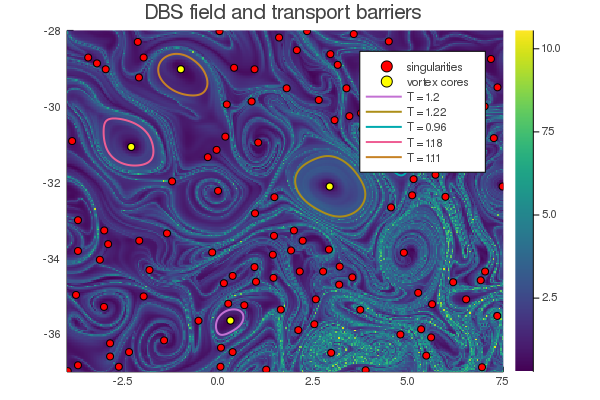 DBS field and transport barriers
-28
-30
-32
-34
-36
-2.5
0.0
2.5
5.0
7.5
singularities
vortex cores
T = 1.2
T = 1.22
T = 0.96
T = 1.18
T = 1.11
10.0
7.5
5.0
2.5